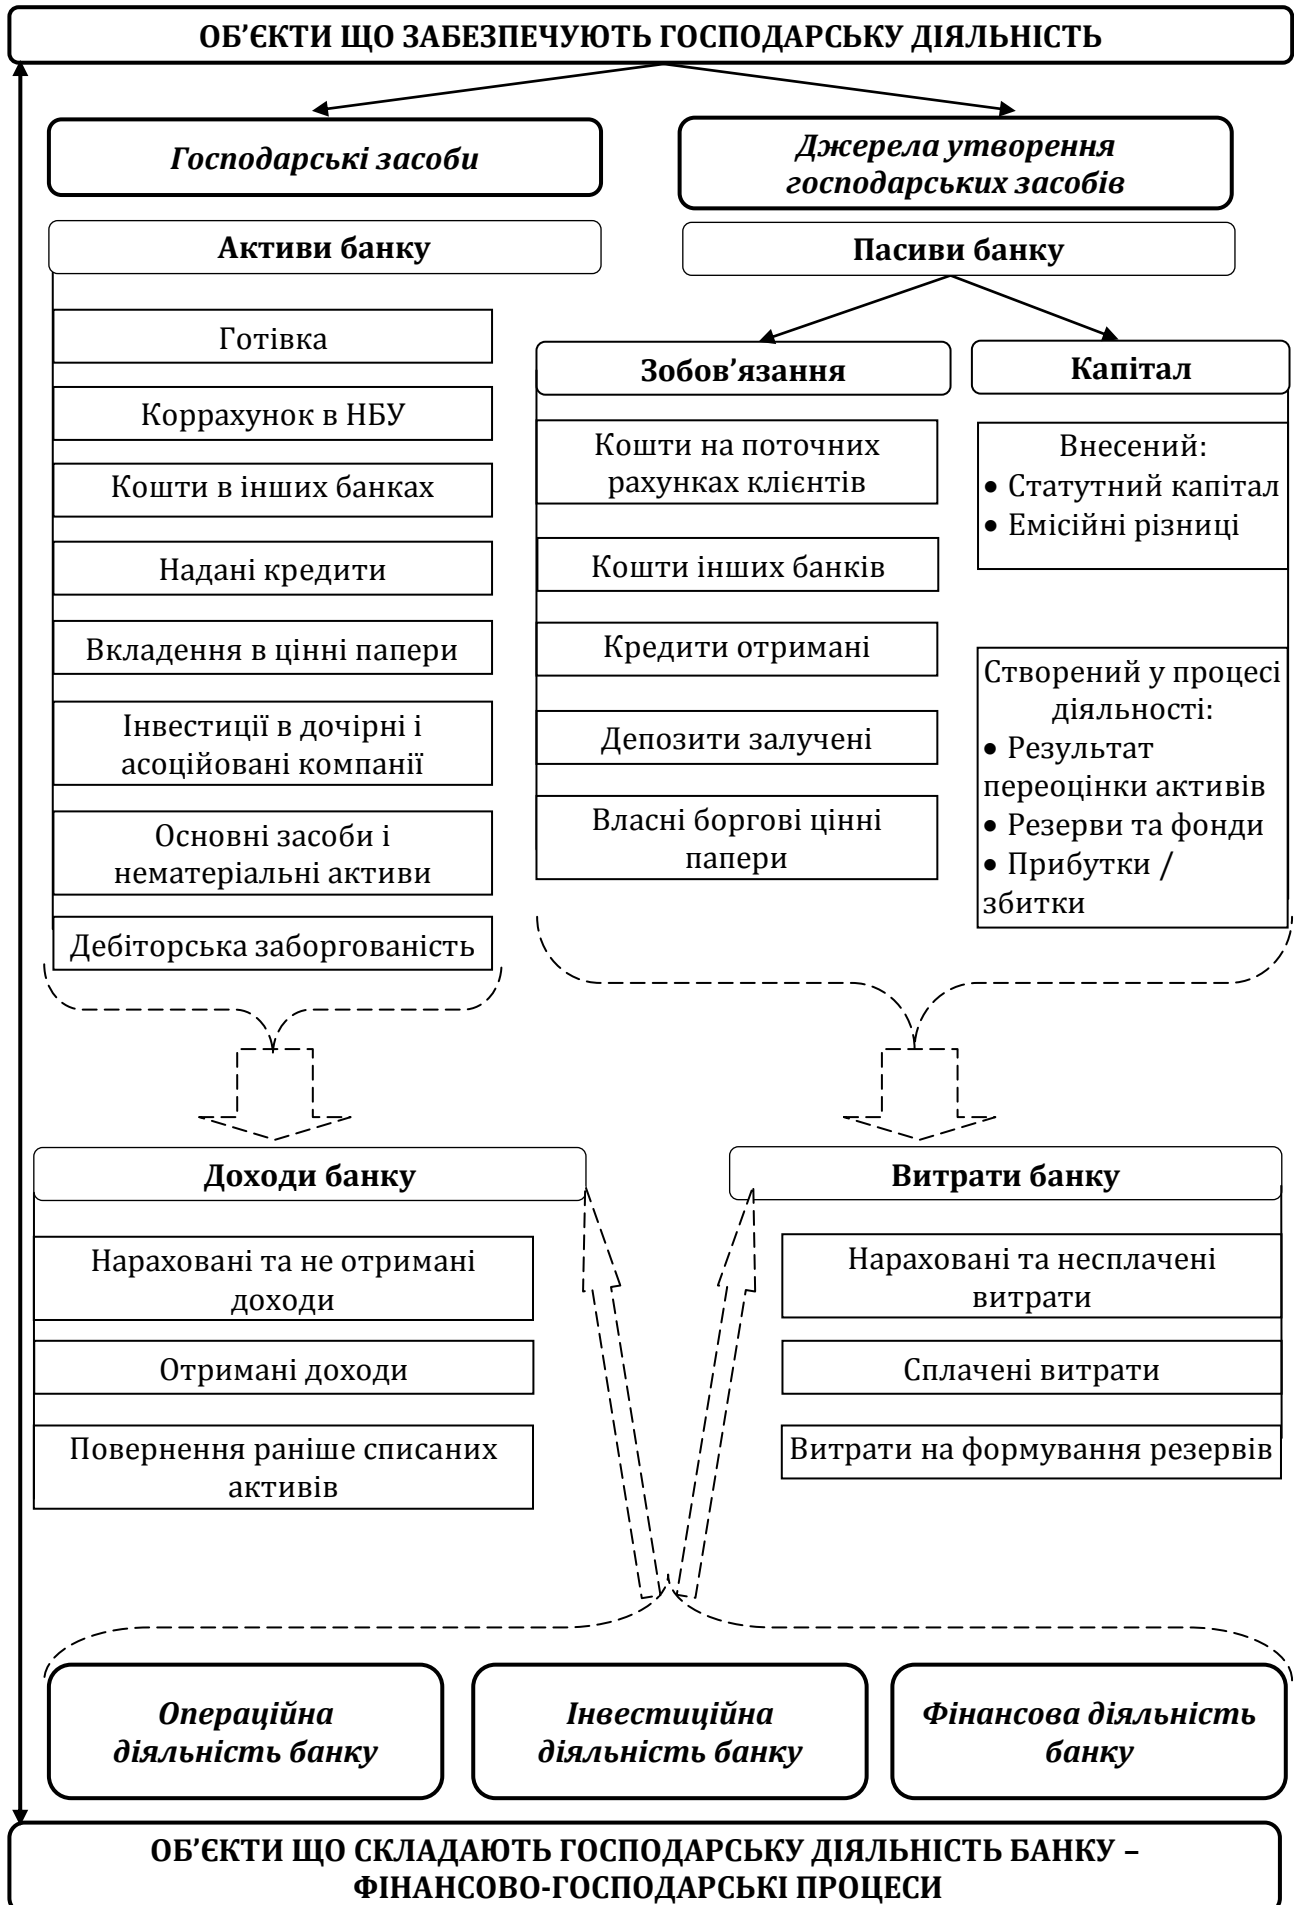 ОБ’ЄКТИ ЩО ЗАБЕЗПЕЧУЮТЬ ГОСПОДАРСЬКУ ДІЯЛЬНІСТЬ
Господарські засоби
Джерела утворення
господарських засобів
Активи банку
Пасиви банку
Готівка
Коррахунок в НБУ
Кошти в інших банках
Надані кредити
Вкладення в цінні папери
Інвестиції в дочірні і
асоційовані компанії
Основні засоби і
нематеріальні активи
Дебіторська заборгованість
Зобов’язання
Кошти на поточних
рахунках клієнтів
Кошти інших банків
Кредити отримані
Депозити залучені
Власні боргові цінні
папери
Капітал
Внесений:
• Статутний капітал
• Емісійні різниці
Створений у процесі
діяльності:
• Результат
переоцінки активів
• Резерви та фонди
• Прибутки /
збитки
Доходи банку
Нараховані та не отримані
доходи
Отримані доходи
Повернення раніше списаних
активів
Витрати банку
Нараховані та несплачені
витрати
Сплачені витрати
Витрати на формування резервів
Операційна
діяльність банку
Інвестиційна
діяльність банку
Фінансова діяльність
банку
ОБ’ЄКТИ ЩО СКЛАДАЮТЬ ГОСПОДАРСЬКУ ДІЯЛЬНІСТЬ БАНКУ –
ФІНАНСОВО-ГОСПОДАРСЬКІ ПРОЦЕСИ